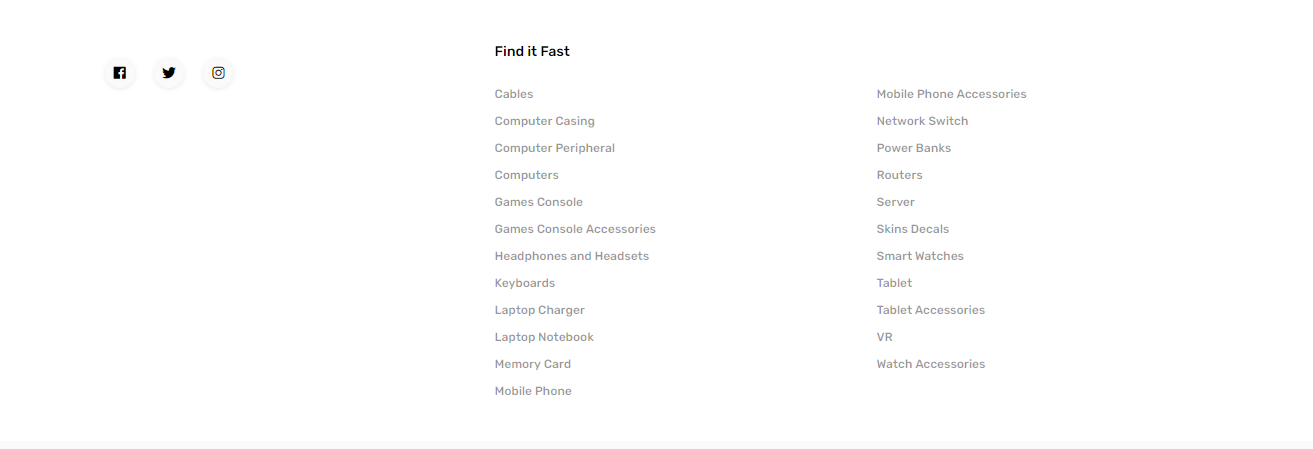 Find it Fast
Cables
Computer Casing
Computer Peripheral
Computers
Games Console
Games Console Accessories
Headphones and Headsets
Keyboards
Laptop Charger
Laptop Notebook
Memory Card
Mobile Phone
Mobile Phone Accessories
Network Switch
Power Banks
Routers
Server
Skins Decals
Smart Watches
Tablet
Tablet Accessories
VR
Watch Accessories